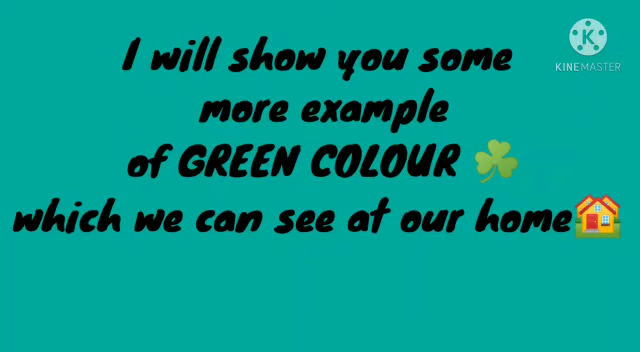 I will show you some
more example
of GREEN COLOUR ☘️
which we can see at our home🏡
K
KINEMASTER